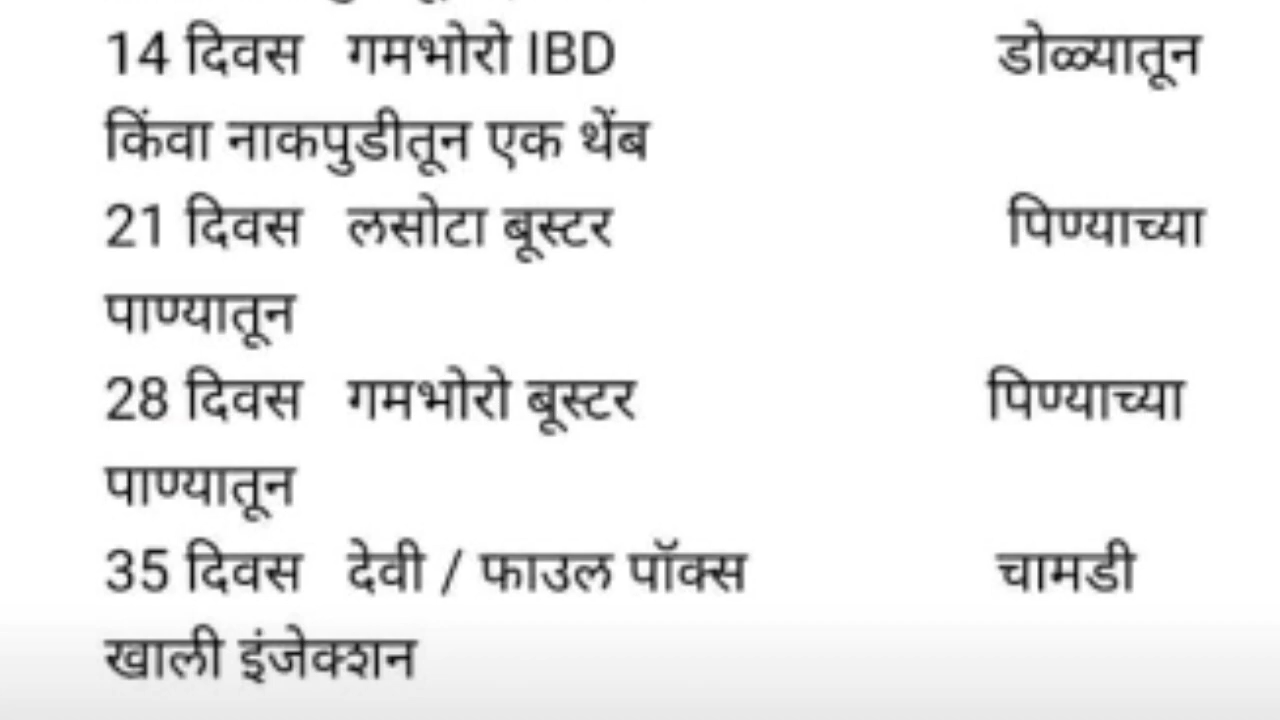 14 दिवस गमभोरो IBD डोळ्यातून
किंवा नाकपुडीतून एक थेंब
21 दिवस लसोटा बूस्टर पिण्याच्या
पाण्यातून
28 दिवस गमभोरो बूस्टर पिण्याच्या
पाण्यातून
35 दिवस देवी / फाउल पॉक्स चामडी
खाली इंजेक्शन